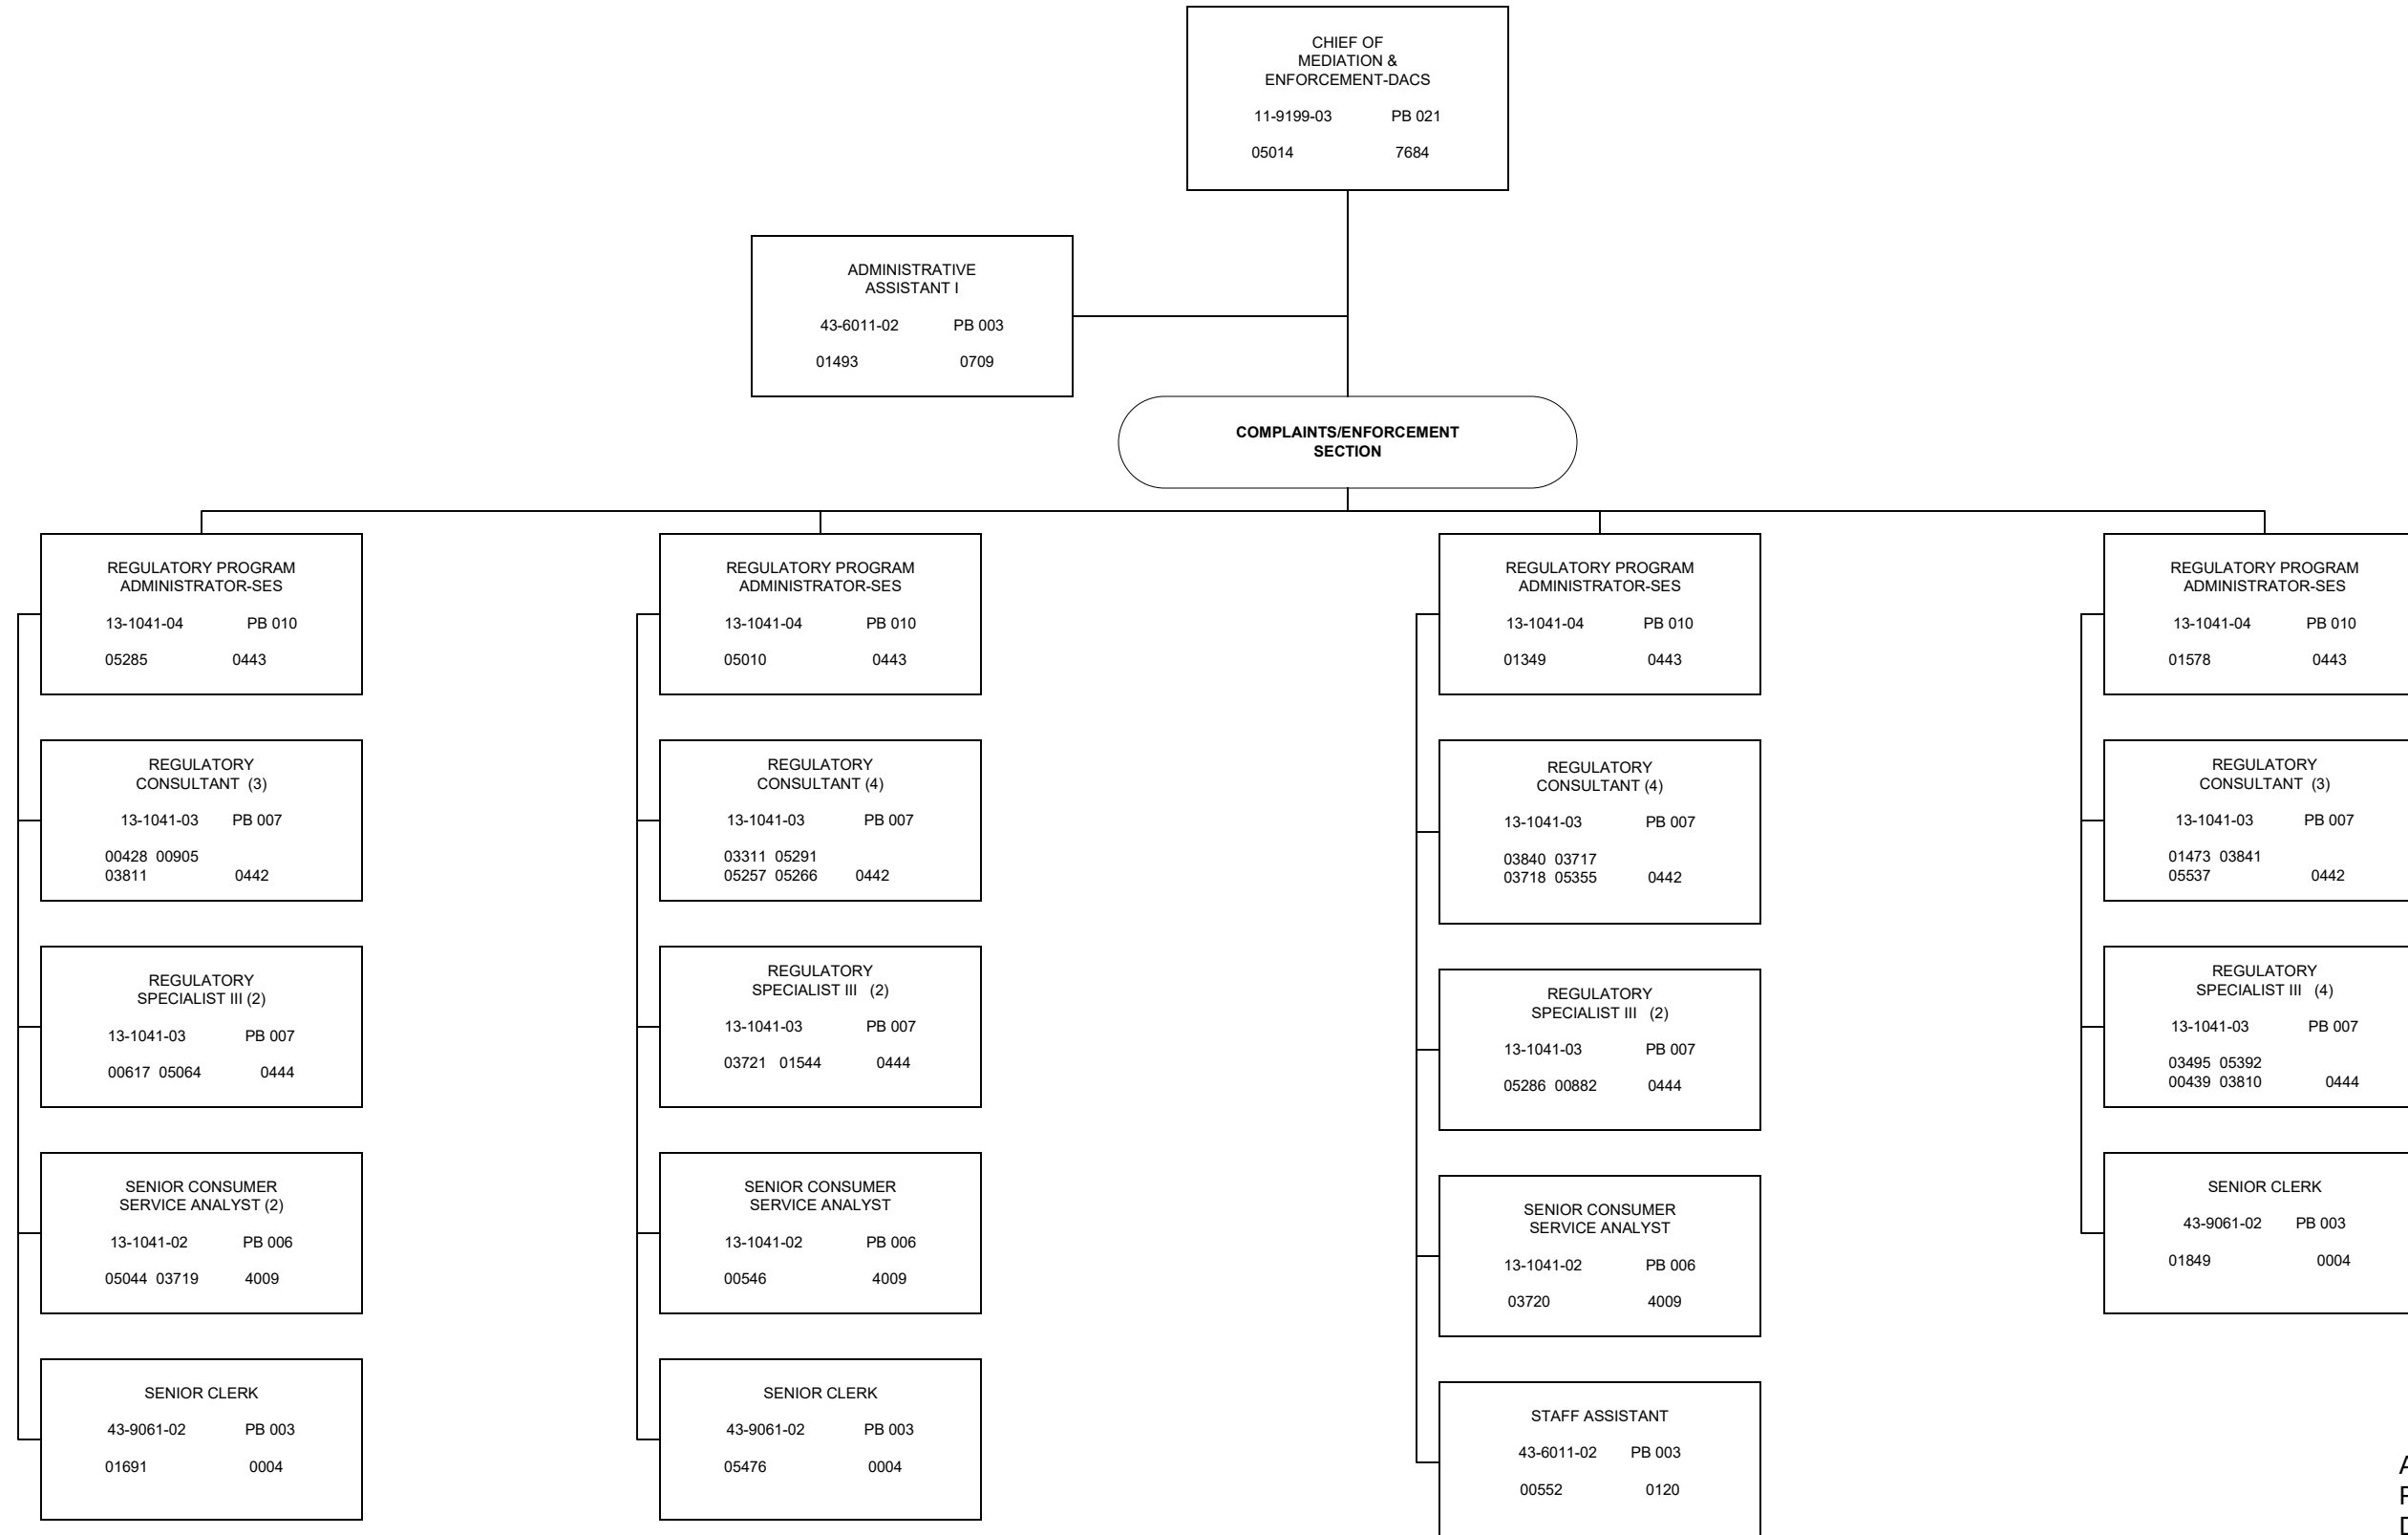 CHIEF OF
MEDIATION &
ENFORCEMENT-DACS
11-9199-03 PB 021
05014 7684
ADMINISTRATIVE
ASSISTANT I
43-6011-02 PB 003
01493 0709
COMPLAINTS/ENFORCEMENT
SECTION
REGULATORY PROGRAM
ADMINISTRATOR-SES
13-1041-04 PB 010
05285 0443
REGULATORY
CONSULTANT (3)
13-1041-03 PB 007
00428 00905
03811 0442
REGULATORY
SPECIALIST III (2)
13-1041-03 PB 007
00617 05064 0444
SENIOR CONSUMER
SERVICE ANALYST (2)
13-1041-02 PB 006
05044 03719 4009
SENIOR CLERK
43-9061-02 PB 003
01691 0004
REGULATORY PROGRAM
ADMINISTRATOR-SES
13-1041-04 PB 010
05010 0443
REGULATORY
CONSULTANT (4)
13-1041-03 PB 007
03311 05291
05257 05266 0442
REGULATORY
SPECIALIST III (2)
13-1041-03 PB 007
03721 01544 0444
SENIOR CONSUMER
SERVICE ANALYST
13-1041-02 PB 006
00546 4009
SENIOR CLERK
43-9061-02 PB 003
05476 0004
REGULATORY PROGRAM
ADMINISTRATOR-SES
13-1041-04 PB 010
01349 0443
REGULATORY
CONSULTANT (4)
13-1041-03 PB 007
03840 03717
03718 05355 0442
REGULATORY
SPECIALIST III (2)
13-1041-03 PB 007
05286 00882 0444
SENIOR CONSUMER
SERVICE ANALYST
13-1041-02 PB 006
03720 4009
STAFF ASSISTANT
43-6011-02 PB 003
00552 0120
REGULATORY PROGRAM
ADMINISTRATOR-SES
13-1041-04 PB 010
01578 0443
REGULATORY
CONSULTANT (3)
13-1041-03 PB 007
01473 03841
05537 0442
REGULATORY
SPECIALIST III (4)
13-1041-03 PB 007
03495 05392
00439 03810 0444
SENIOR CLERK
43-9061-02 PB 003
01849 0004